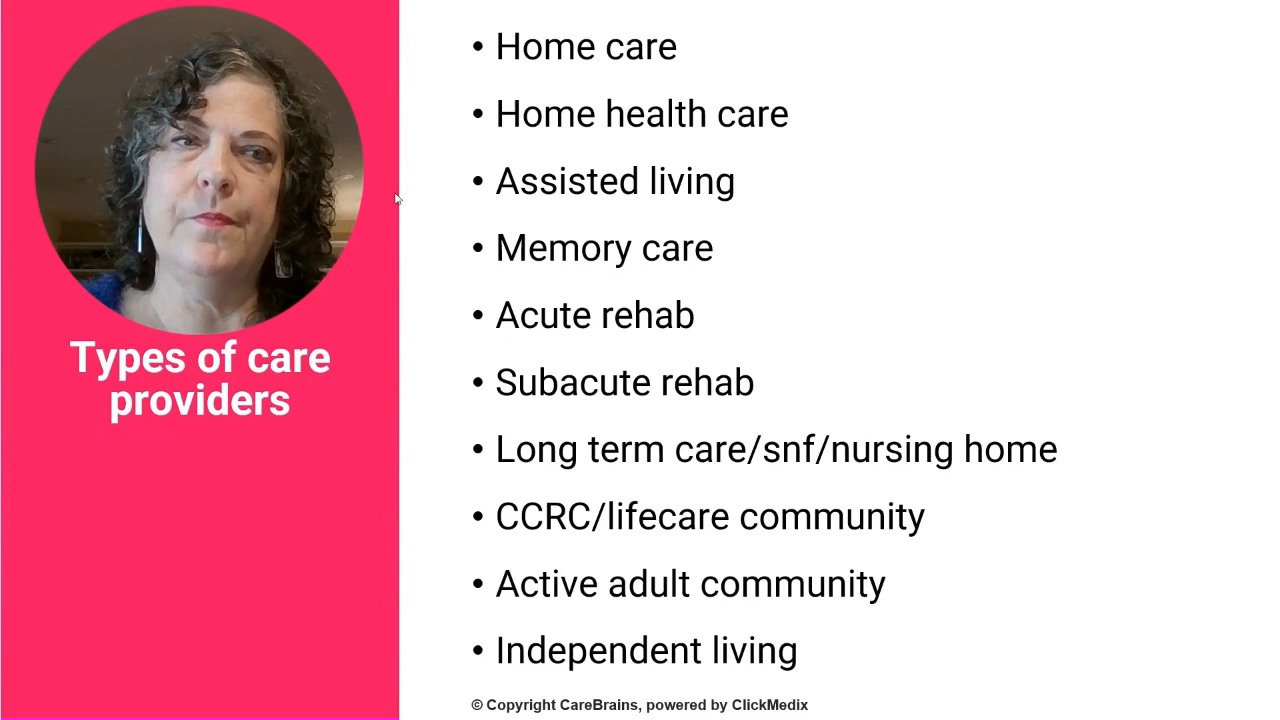 Types of care
providers
• Home care
• Home health care
• Assisted living
• Memory care
• Acute rehab
• Subacute rehab
• Long term care/snf/nursing home
• CCRC/lifecare community
• Active adult community
• Independent living
© Copyright CareBrains, powered by ClickMedix